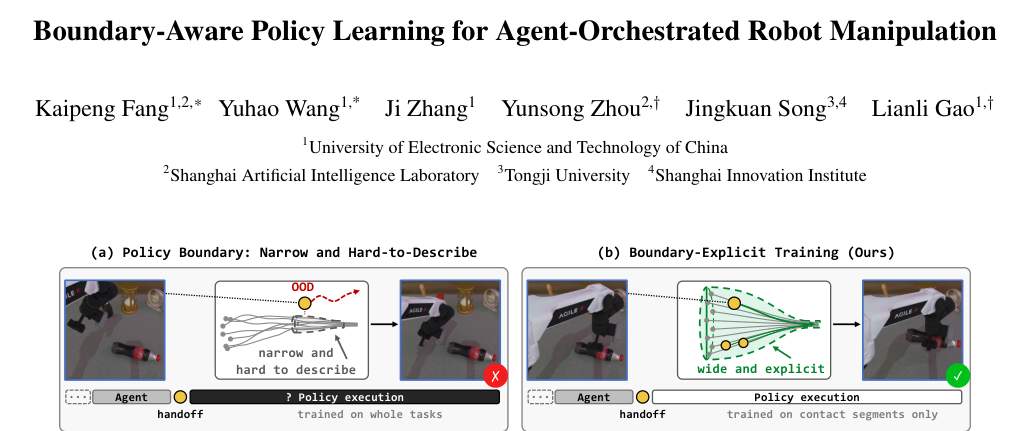 Boundary-Aware Policy Learning for Agent-Orchestrated Robot Manipulation
Kaipeng Fang1,2,* Yuhao Wang1,* Ji Zhang1 Yunsong Zhou2,† Jingkuan Song3,4 Lianli Gao1,†
1University of Electronic Science and Technology of China
2Shanghai Artificial Intelligence Laboratory 3Tongji University 4Shanghai Innovation Institute
(a) Policy Boundary: Narrow and Hard-to-Describe
OOD
narrow and
hard to describe
AGILE
Agent
? Policy execution
handoff
trained on whole tasks
(b) Boundary-Explicit Training (Ours)
AGILE
wide and explicit
AGILE
Agent
Policy execution
handoff
trained on contact segments only